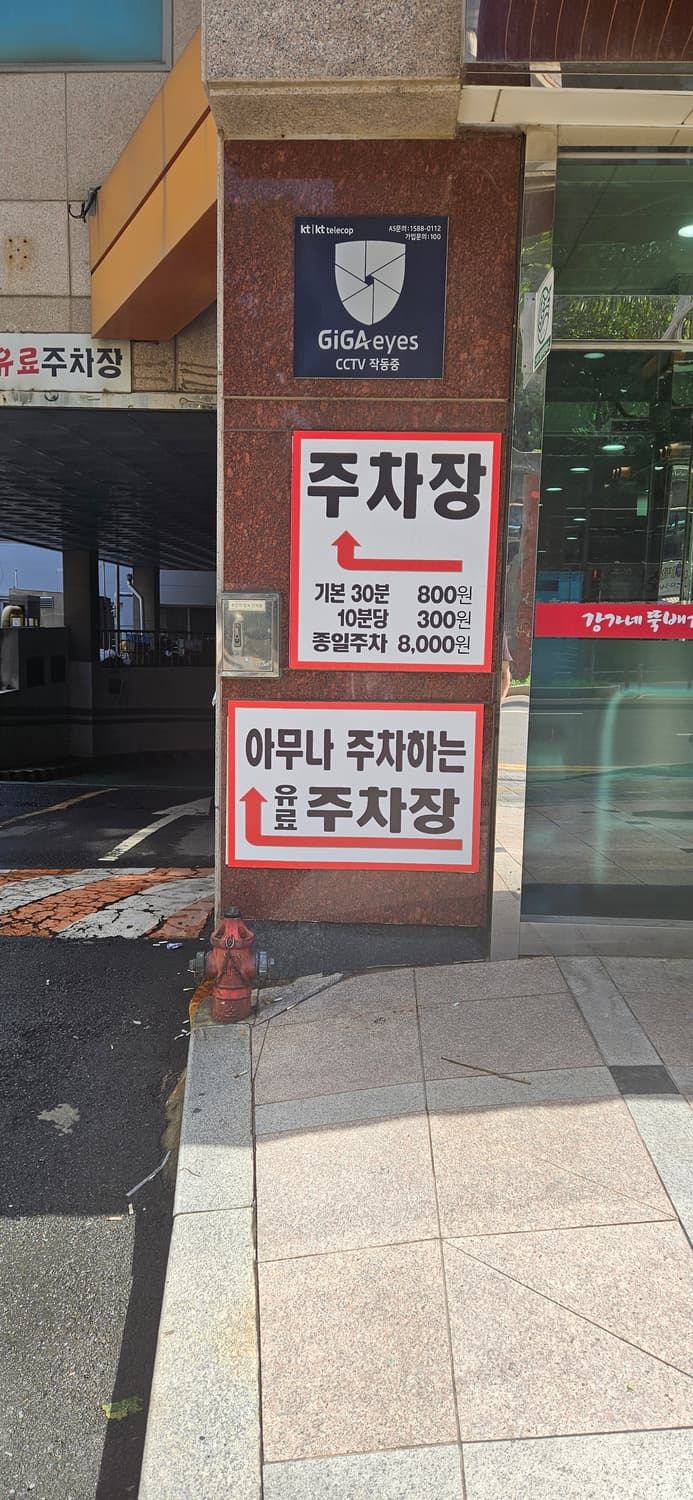 kt | kt telecop
AS문의:1588-0112
가입문의:100
GiGAeyes
CCTV 작동중
유료주차장
주차장
기본 30분 800원
10분당 300원
종일주차 8,000원
강가네 뚝배기
아무나 주차하는
유료 주차장